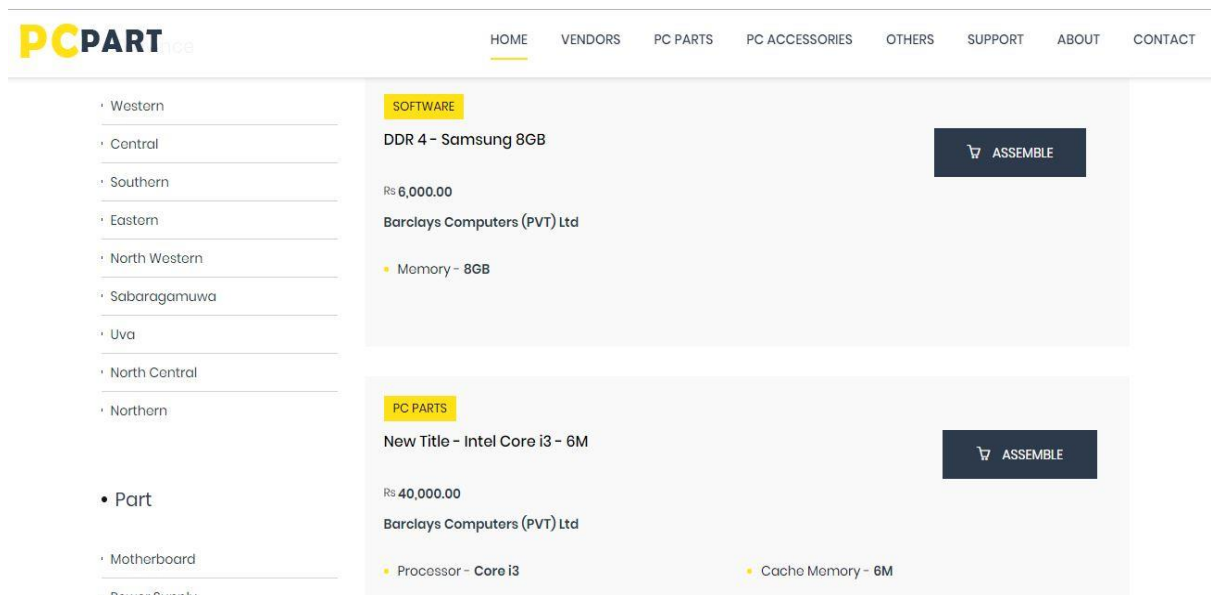 PCPART
HOME VENDORS PC PARTS PC ACCESSORIES OTHERS SUPPORT ABOUT CONTACT
Western
Central
Southern
Eastern
North Western
Sabaragamuwa
Uva
North Central
Northern
• Part
Motherboard
SOFTWARE
DDR 4 - Samsung 8GB
ASSEMBLE
Rs 6,000.00
Barclays Computers (PVT) Ltd
Memory - 8GB
PC PARTS
New Title - Intel Core i3 - 6M
ASSEMBLE
Rs 40,000.00
Barclays Computers (PVT) Ltd
Processor - Core i3
Cache Memory - 6M